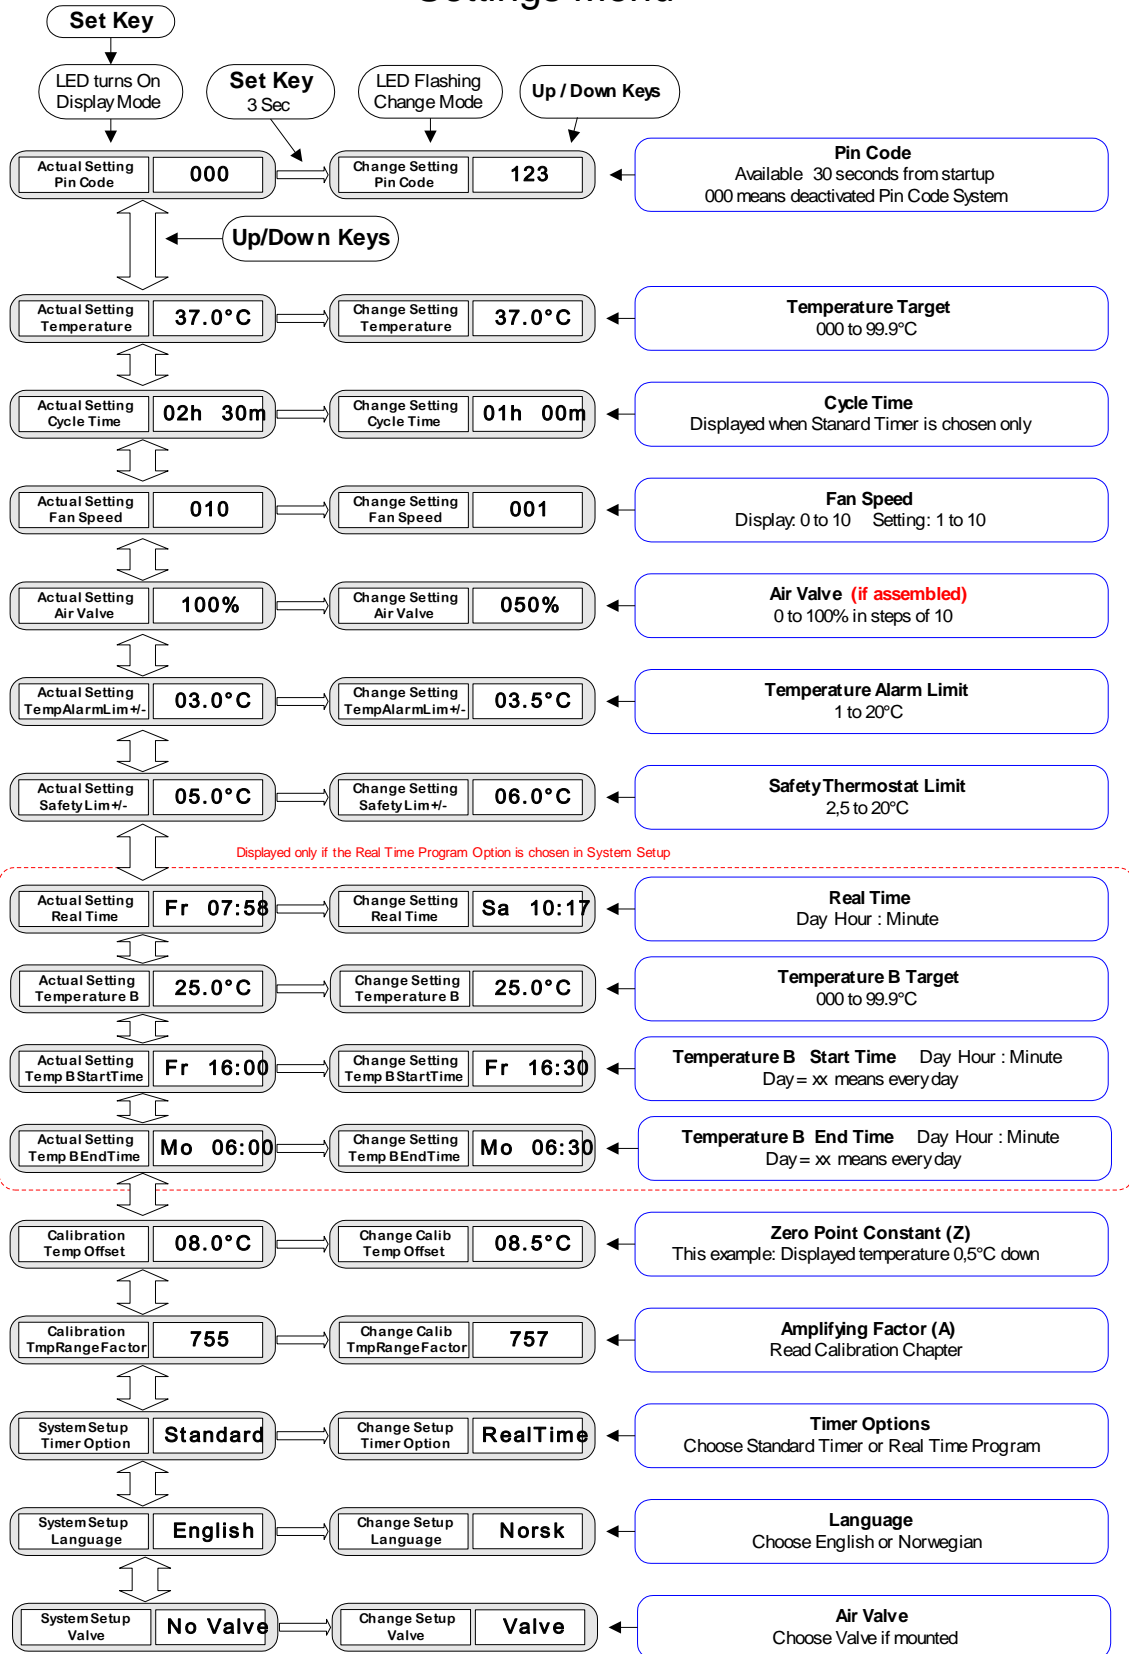 Settings Menu
Set Key
LED turns On
Display Mode
Set Key
3 Sec
LED Flashing
Change Mode
Up / Down Keys
Actual Setting
Pin Code
000
Change Setting
Pin Code
123
Pin Code
Available 30 seconds from startup
000 means deactivated Pin Code System
Up/Down Keys
Actual Setting
Temperature
37.0°C
Change Setting
Temperature
37.0°C
Temperature Target
000 to 99.9°C
Actual Setting
Cycle Time
02h 30m
Change Setting
Cycle Time
01h 00m
Cycle Time
Displayed when Stanard Timer is chosen only
Actual Setting
Fan Speed
010
Change Setting
Fan Speed
001
Fan Speed
Display: 0 to 10 Setting: 1 to 10
Actual Setting
Air Valve
100%
Change Setting
Air Valve
050%
Air Valve (if assembled)
0 to 100% in steps of 10
Actual Setting
TempAlarmLim+/-
03.0°C
Change Setting
TempAlarmLim+/-
03.5°C
Temperature Alarm Limit
1 to 20°C
Actual Setting
SafetyLim+/-
05.0°C
Change Setting
SafetyLim+/-
06.0°C
Safety Thermostat Limit
2,5 to 20°C
Displayed only if the Real Time Program Option is chosen in System Setup
Actual Setting
Real Time
Fr 07:58
Change Setting
Real Time
Sa 10:17
Real Time
Day Hour : Minute
Actual Setting
Temperature B
25.0°C
Change Setting
Temperature B
25.0°C
Temperature B Target
000 to 99.9°C
Actual Setting
Temp BStartTime
Fr 16:00
Change Setting
Temp BStartTime
Fr 16:30
Temperature B Start Time Day Hour : Minute
Day = xx means every day
Actual Setting
Temp BEndTime
Mo 06:00
Change Setting
Temp BEndTime
Mo 06:30
Temperature B End Time Day Hour : Minute
Day = xx means every day
Calibration
Temp Offset
08.0°C
Change Calib
Temp Offset
08.5°C
Zero Point Constant (Z)
This example: Displayed temperature 0,5°C down
Calibration
TmpRangeFactor
755
Change Calib
TmpRangeFactor
757
Amplifying Factor (A)
Read Calibration Chapter
System Setup
Timer Option
Standard
Change Setup
Timer Option
RealTime
Timer Options
Choose Standard Timer or Real Time Program
System Setup
Language
English
Change Setup
Language
Norsk
Language
Choose English or Norwegian
System Setup
Valve
No Valve
Change Setup
Valve
Valve
Air Valve
Choose Valve if mounted